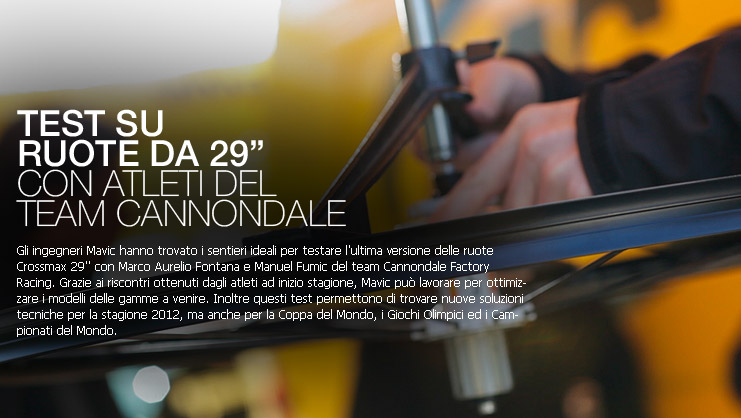 TEST SU
RUOTE DA 29”
CON ATLETI DEL
TEAM CANNONDALE
Gli ingegneri Mavic hanno trovato i sentieri ideali per testare l'ultima versione delle ruote
Crossmax 29'' con Marco Aurelio Fontana e Manuel Fumic del team Cannondale Factory
Racing. Grazie ai riscontri ottenuti dagli atleti ad inizio stagione, Mavic può lavorare per ottimiz-
zare i modelli delle gamme a venire. Inoltre questi test permettono di trovare nuove soluzioni
tecniche per la stagione 2012, ma anche per la Coppa del Mondo, i Giochi Olimpici ed i Cam-
pionati del Mondo.